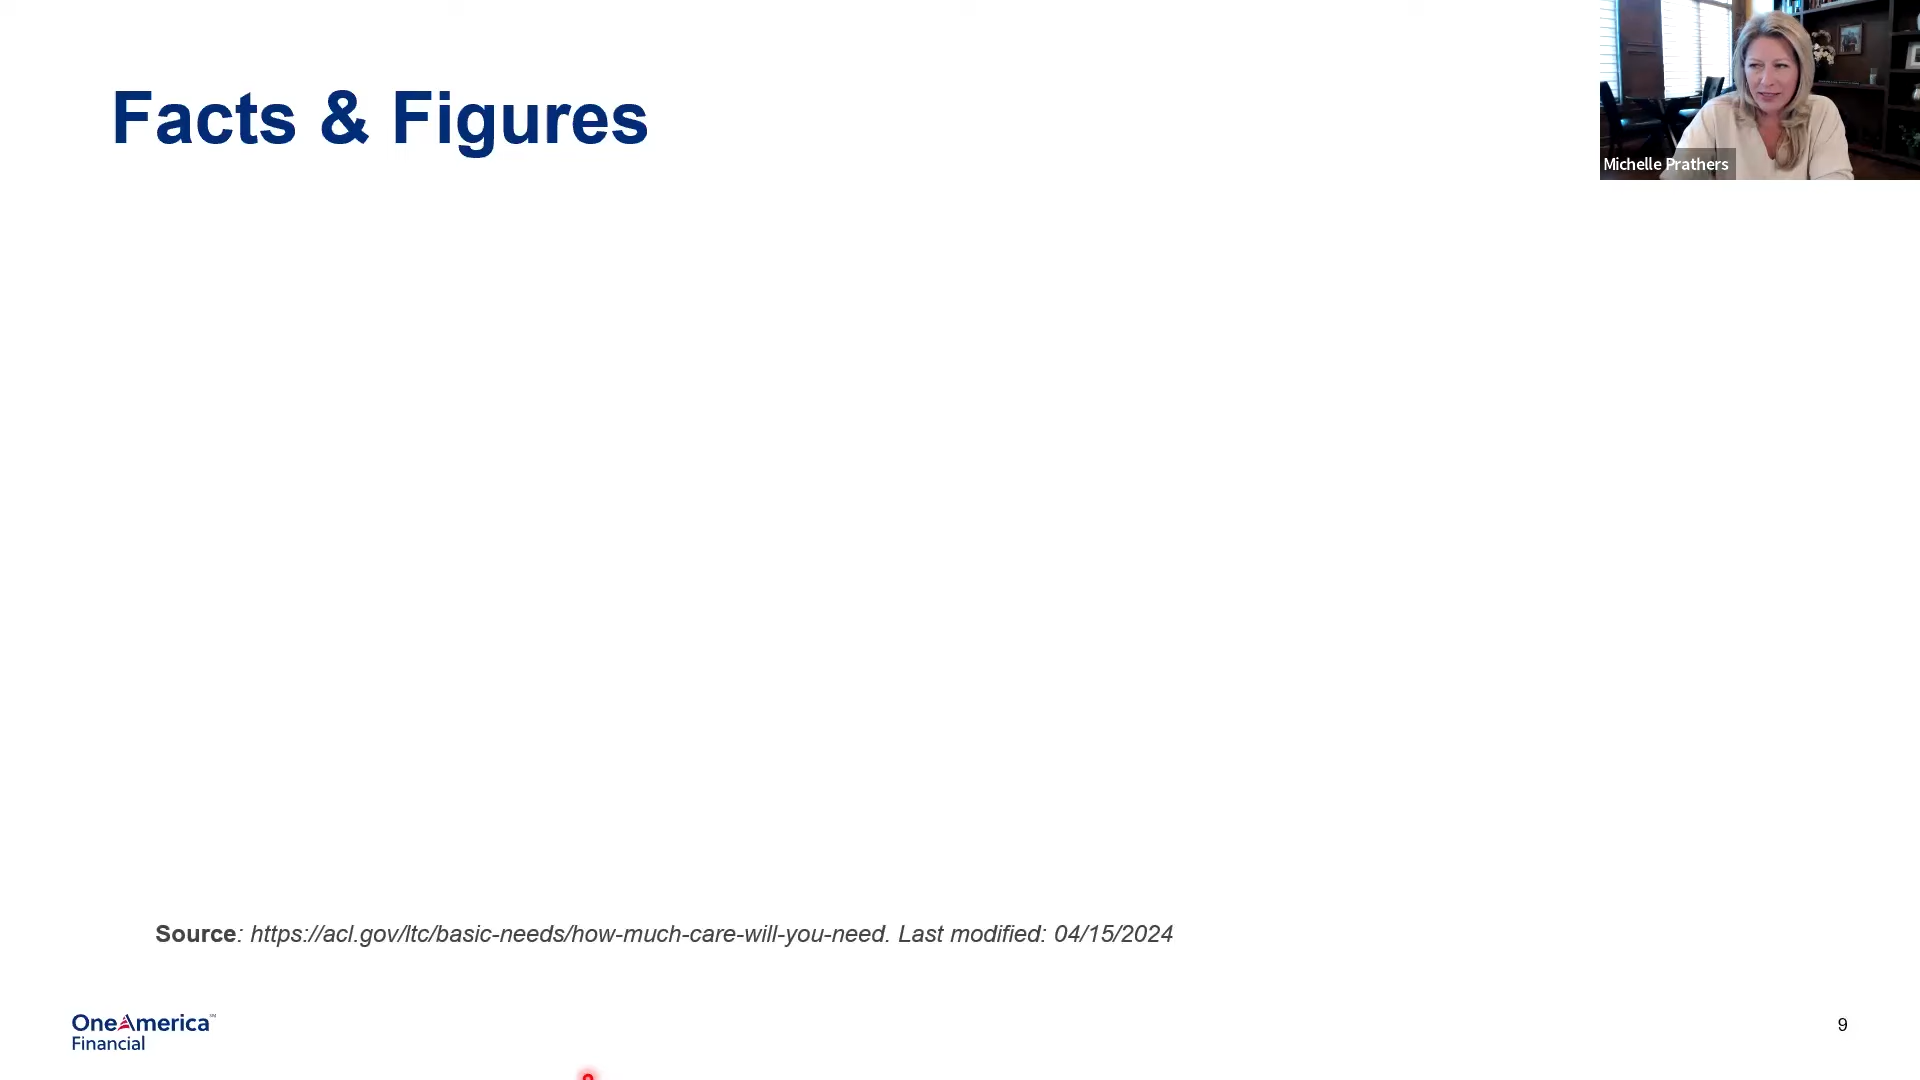 Facts & Figures
Michelle Prathers
Source: https://acl.gov/ltc/basic-needs/how-much-care-will-you-need. Last modified: 04/15/2024
OneAmerica℠
Financial
9